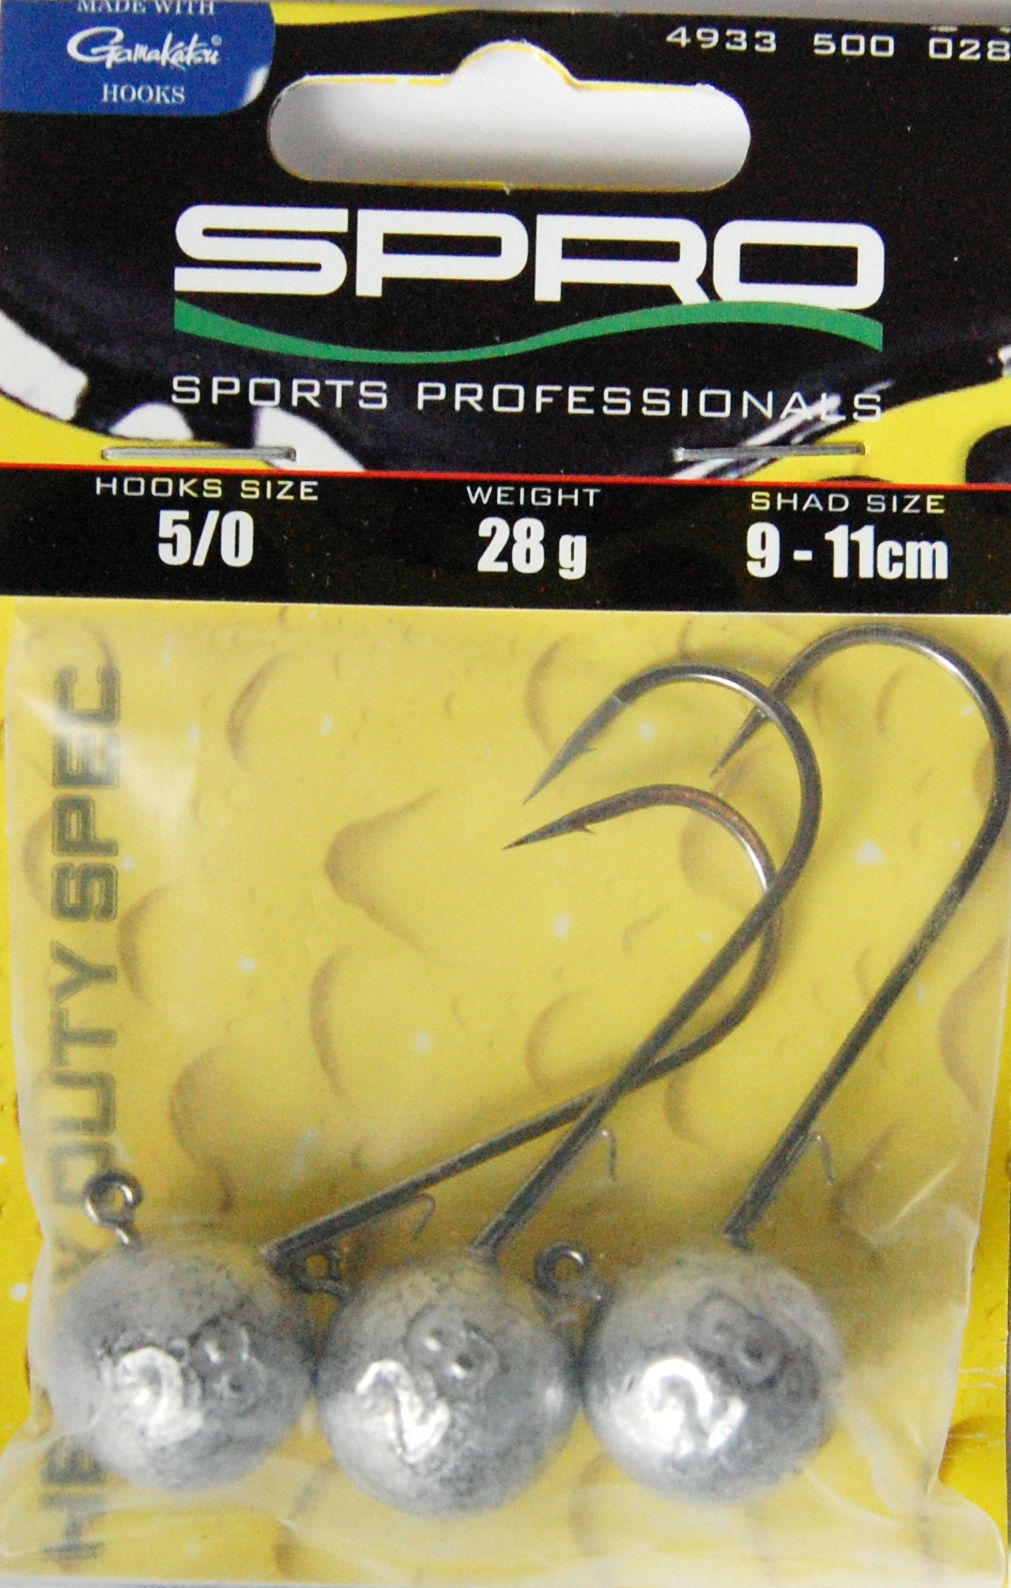 MADE WITH
Gamakatsu
HOOKS
4933 500 028
SPRO
SPORTS PROFESSIONALS
HOOKS SIZE
5/0
WEIGHT
28 g
SHAD SIZE
9 - 11cm
HEAVY DUTY SPEC
28
28
28